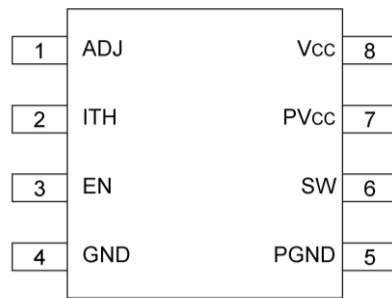 1 ADJ Vcc 8
2 ITH PVcc 7
3 EN SW 6
4 GND PGND 5